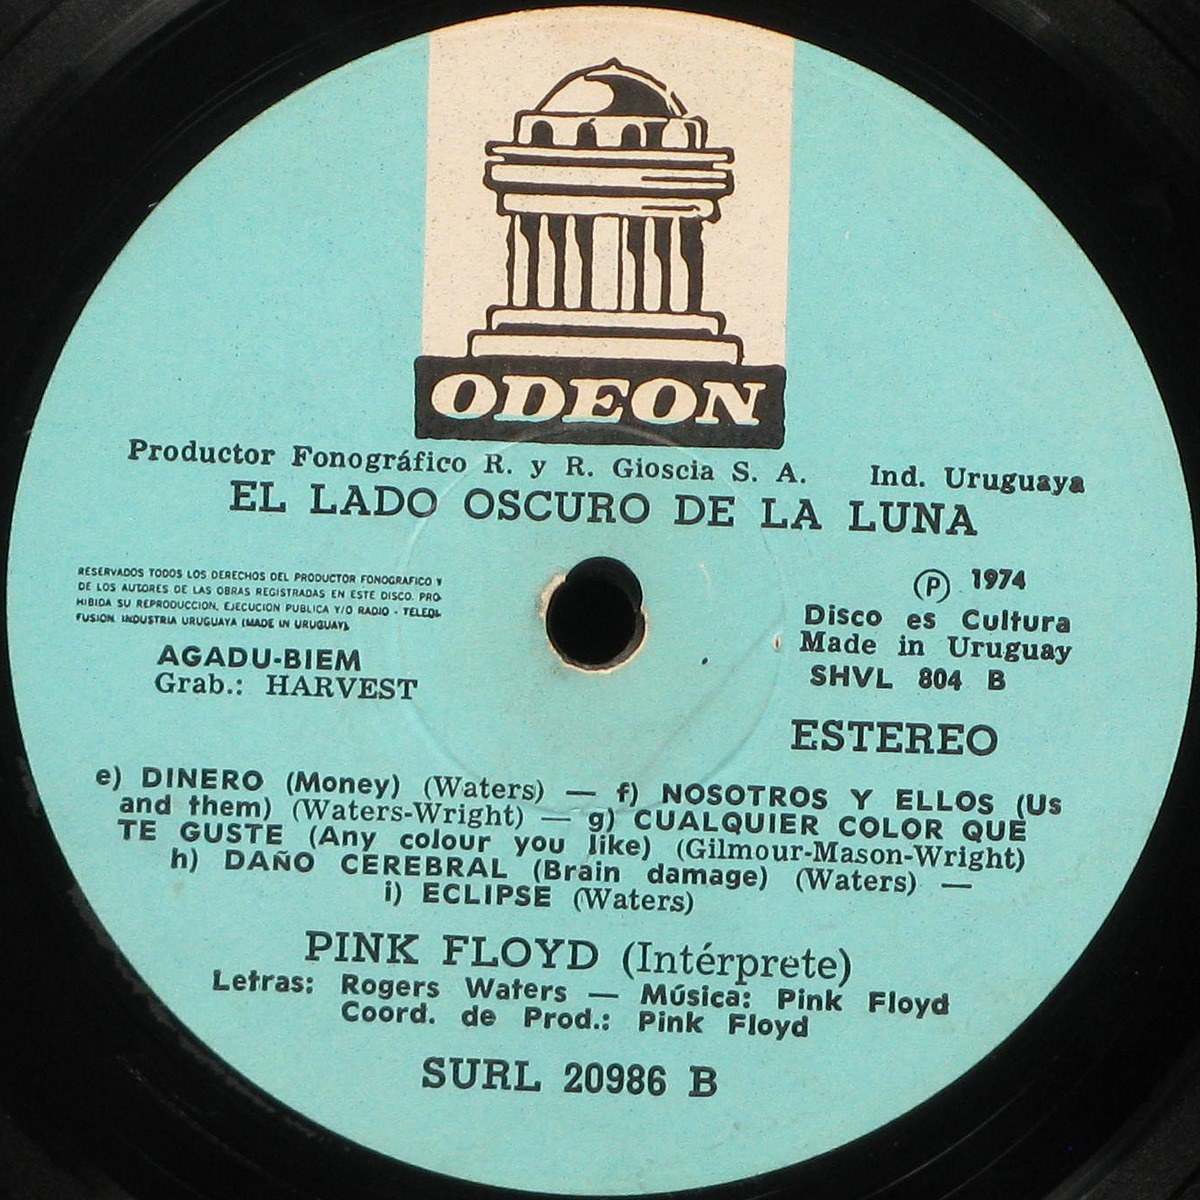 ODEON
Productor Fonográfico R. y R. Gioscia S. A. Ind. Uruguaya
EL LADO OSCURO DE LA LUNA
RESERVADOS TODOS LOS DERECHOS DEL PRODUCTOR FONOGRAFICO Y
DE LOS AUTORES DE LAS OBRAS REGISTRADAS EN ESTE DISCO. PRO-
HIBIDA SU REPRODUCCION, EJECUCION PUBLICA Y/O RADIO - TELEDI-
FUSION. INDUSTRIA URUGUAYA (MADE IN URUGUAY).
AGADU-BIEM
Grab.: HARVEST
Ⓟ 1974
Disco es Cultura
Made in Uruguay
SHVL 804 B
ESTEREO
e) DINERO (Money) (Waters) — f) NOSOTROS Y ELLOS (Us
and them) (Waters-Wright) — g) CUALQUIER COLOR QUE
TE GUSTE (Any colour you like) (Gilmour-Mason-Wright)
h) DAÑO CEREBRAL (Brain damage) (Waters) —
i) ECLIPSE (Waters)
PINK FLOYD (Intérprete)
Letras: Rogers Waters — Música: Pink Floyd
Coord. de Prod.: Pink Floyd
SURL 20986 B